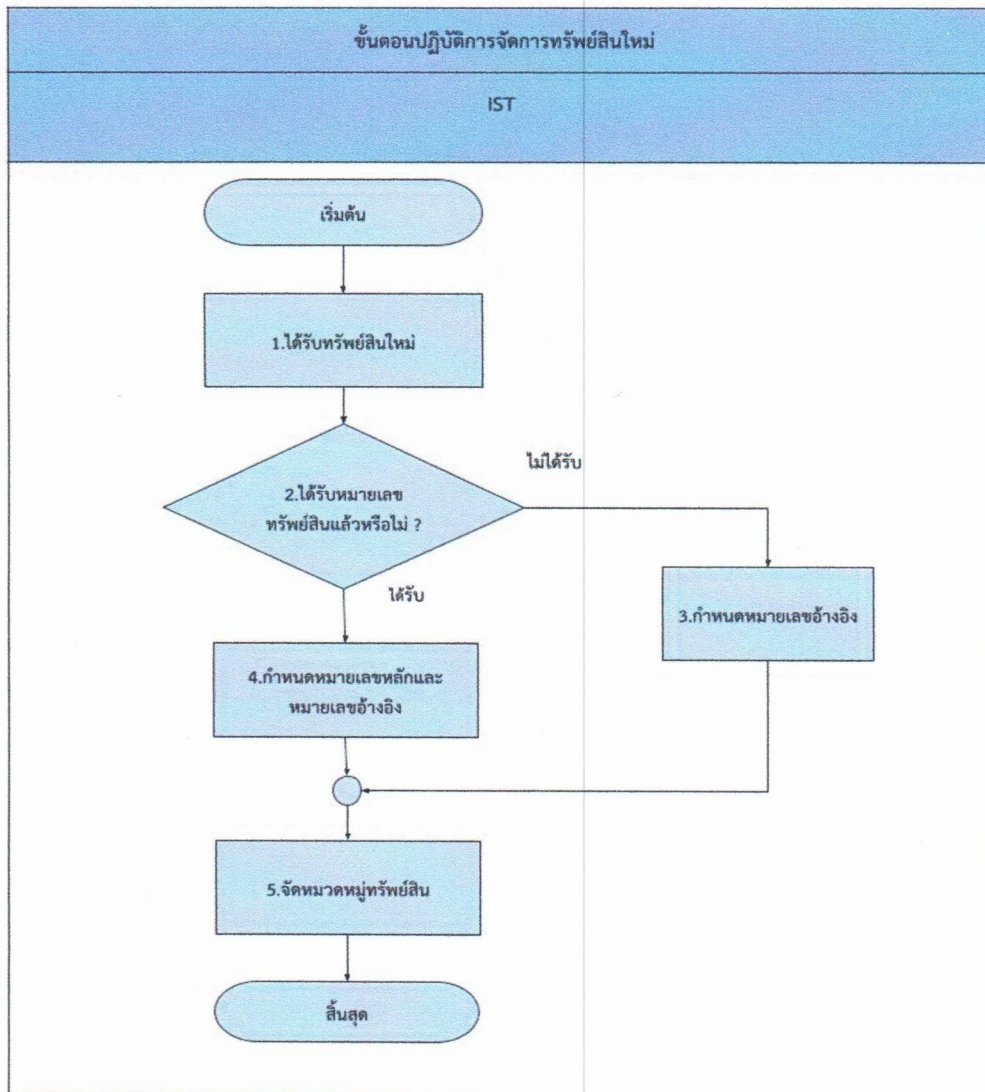 ขั้นตอนปฏิบัติการจัดการทรัพย์สินใหม่
IST
เริ่มต้น
1.ได้รับทรัพย์สินใหม่
2.ได้รับหมายเลข
ทรัพย์สินแล้วหรือไม่ ?
ไม่ได้รับ
ได้รับ
3.กำหนดหมายเลขอ้างอิง
4.กำหนดหมายเลขหลักและ
หมายเลขอ้างอิง
5.จัดหมวดหมู่ทรัพย์สิน
สิ้นสุด